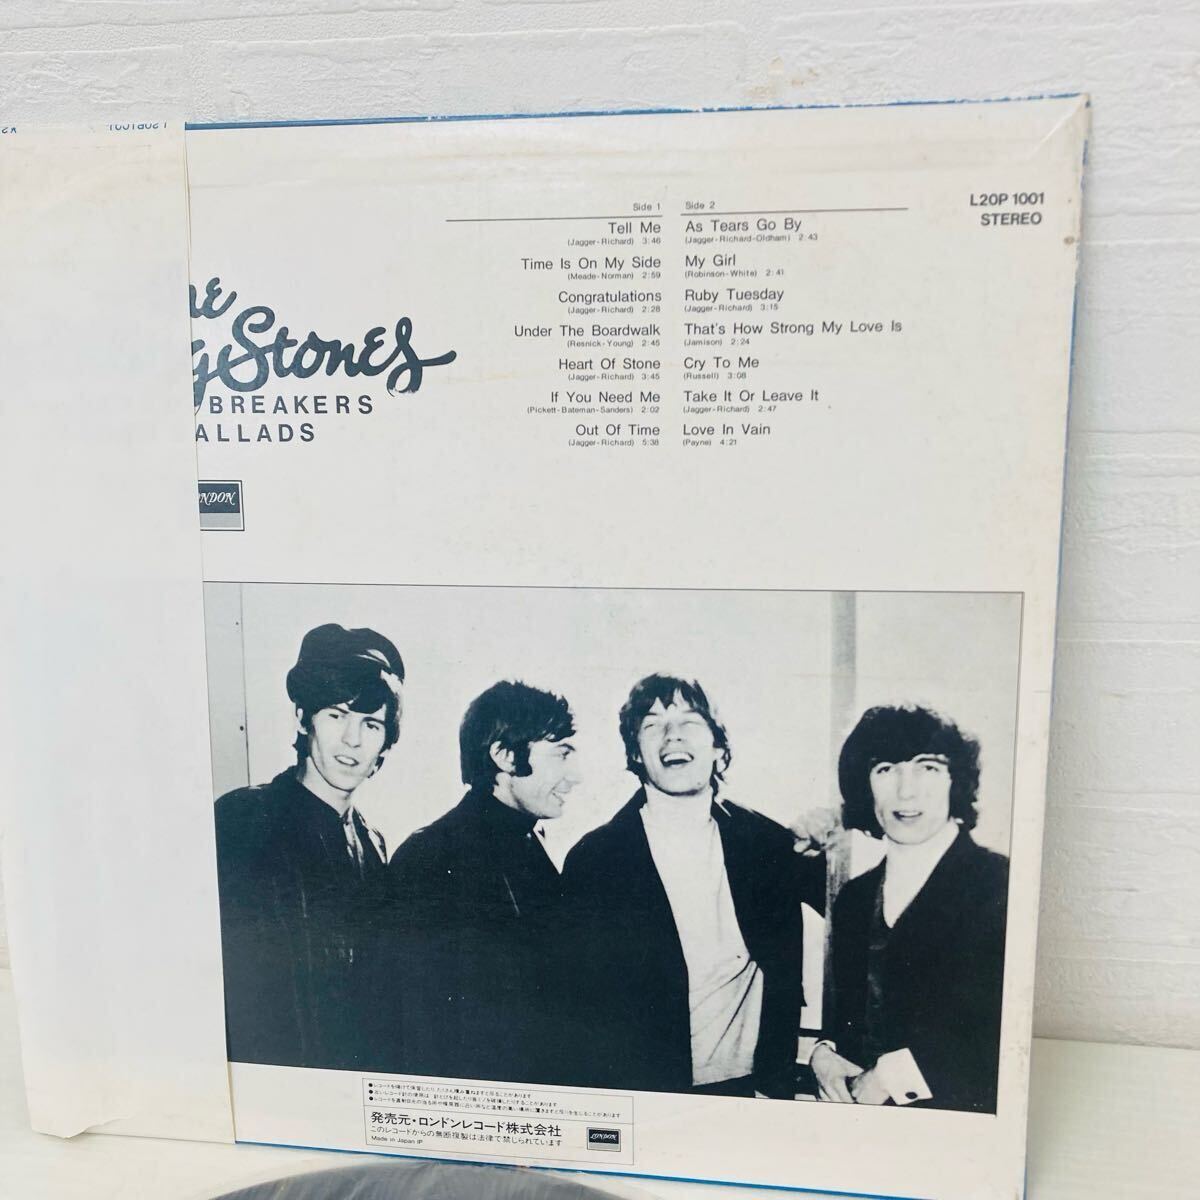 L20P1001
L20P 1001
STEREO
Side 1
Tell Me
(Jagger-Richard) 3:46
Time Is On My Side
(Meade-Norman) 2:59
Congratulations
(Jagger-Richard) 2:28
Under The Boardwalk
(Resnick-Young) 2:45
Heart Of Stone
(Jagger-Richard) 3:45
If You Need Me
(Pickett-Bateman-Sanders) 2:02
Out Of Time
(Jagger-Richard) 5:38
Side 2
As Tears Go By
(Jagger-Richard-Oldham) 2:43
My Girl
(Robinson-White) 2:41
Ruby Tuesday
(Jagger-Richard) 3:15
That's How Strong My Love Is
(Jamison) 2:24
Cry To Me
(Russell) 3:08
Take It Or Leave It
(Jagger-Richard) 2:47
Love In Vain
(Payne) 4:21
Stones
BREAKERS
ALLADS
ONDON
発売元・ロンドンレコード株式会社
このレコードからの無断複製は法律で禁じられています
Made in Japan IP
LONDON